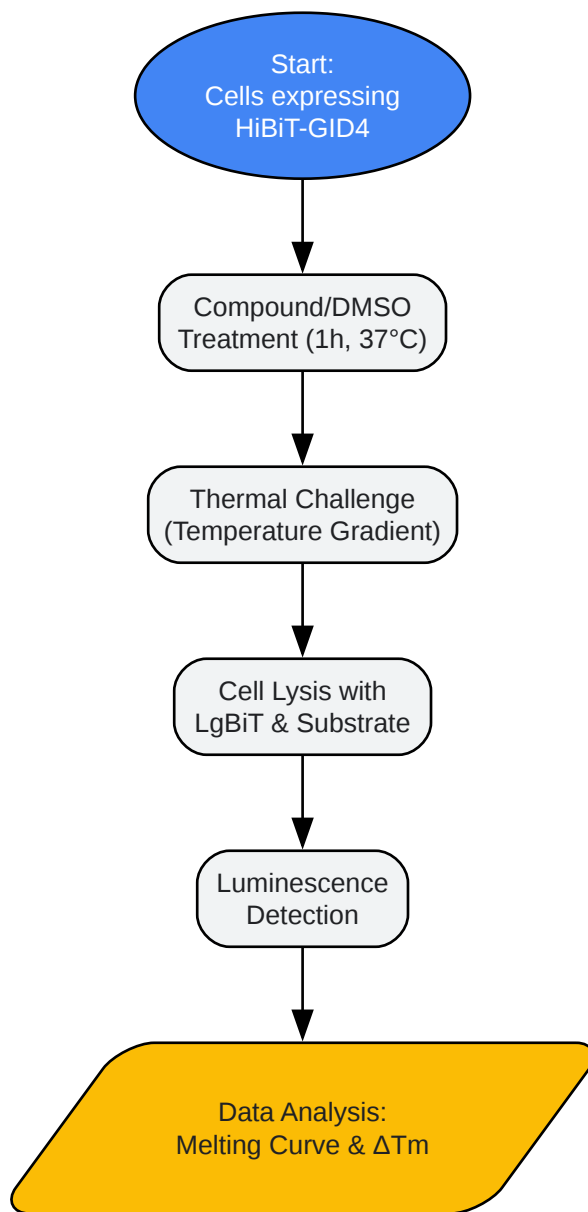 Start:
Cells expressing
HiBiT-GID4
Compound/DMSO
Treatment (1h, 37°C)
Thermal Challenge
(Temperature Gradient)
Cell Lysis with
LgBiT & Substrate
Luminescence
Detection
Data Analysis:
Melting Curve & ΔTm